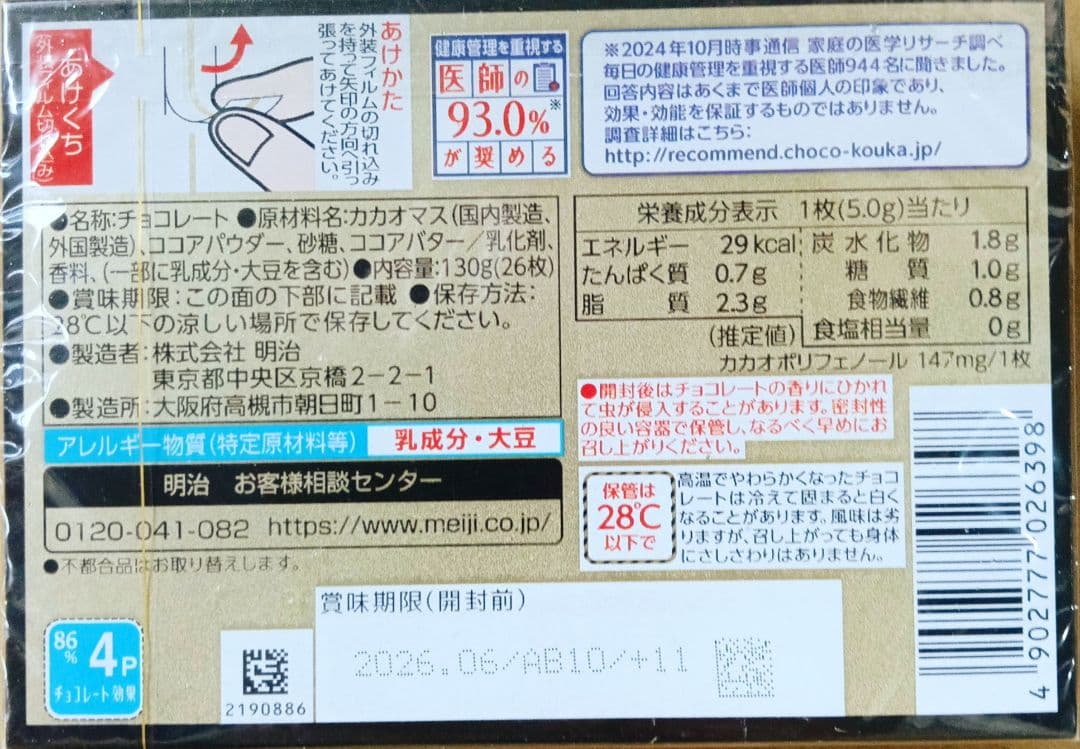 あけくち
外装フィルム切り込み)
あけかた
外装フィルムの切れ込み
を持って矢印の方向へ引っ
張ってあけてください。
健康管理を重視する
医師の
93.0%※
が奨める
※2024年10月時事通信 家庭の医学リサーチ調べ
毎日の健康管理を重視する医師944名に聞きました。
回答内容はあくまで医師個人の印象であり、
効果・効能を保証するものではありません。
調査詳細はこちら:
http://recommend.choco-kouka.jp/
●名称:チョコレート ●原材料名:カカオマス(国内製造、
外国製造)、ココアパウダー、砂糖、ココアバター/乳化剤、
香料、(一部に乳成分・大豆を含む) ●内容量:130g(26枚)
●賞味期限:この面の下部に記載 ●保存方法:
28℃以下の涼しい場所で保存してください。
●製造者:株式会社 明治
東京都中央区京橋2-2-1
●製造所:大阪府高槻市朝日町1-10
アレルギー物質(特定原材料等) 乳成分・大豆
明治 お客様相談センター
0120-041-082 https://www.meiji.co.jp/
●不都合品はお取り替えします。
栄養成分表示 1枚(5.0g)当たり
エネルギー 29kcal
たんぱく質 0.7g
脂質 2.3g
炭水化物 1.8g
糖質 1.0g
食物繊維 0.8g
食塩相当量 0g
(推定値)
カカオポリフェノール 147mg/1枚
●開封後はチョコレートの香りにひかれ
て虫が侵入することがあります。密封性
の良い容器で保管し、なるべく早めにお
召し上がりください。
保管は
28℃
以下で
高温でやわらかくなったチョコ
レートは冷えて固まると白く
なることがあります。風味は劣
りますが、召し上がっても身体
にさしさわりはありません。
4902777026398
86%
4P
チョコレート効果
2190886
賞味期限(開封前)
2026.06/AB10/+11